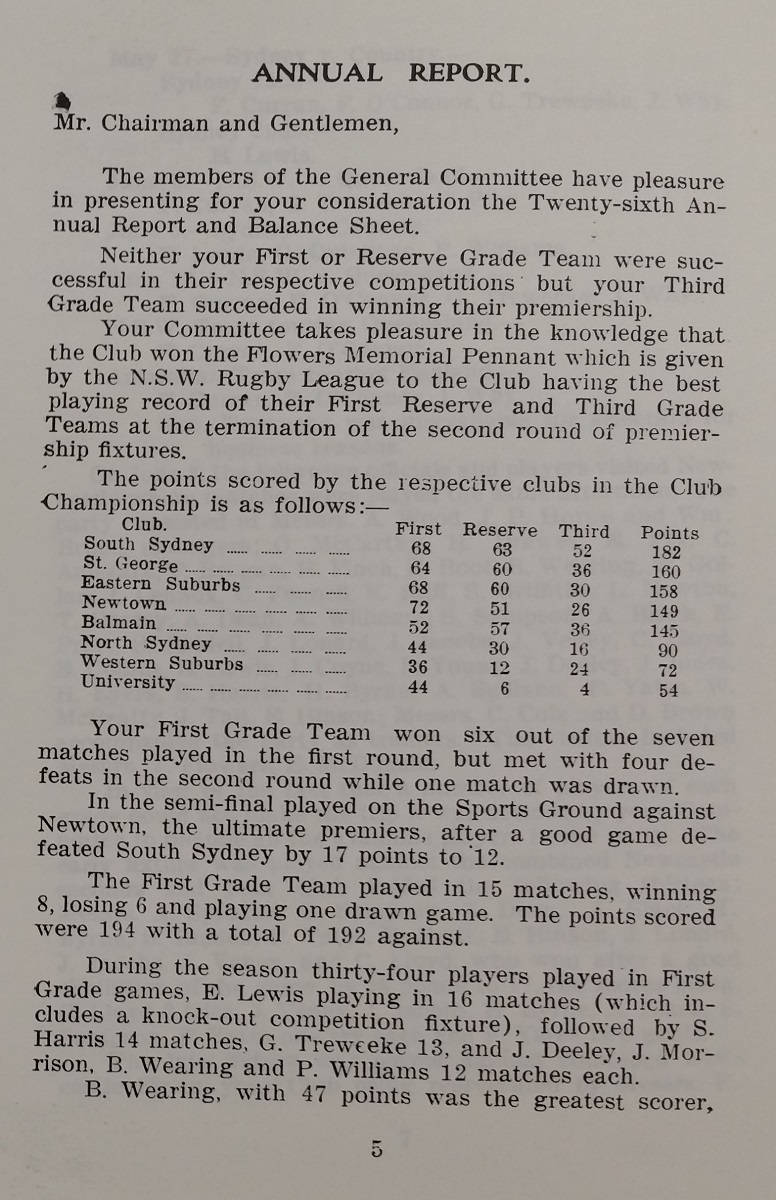 ANNUAL REPORT.
Mr. Chairman and Gentlemen,
The members of the General Committee have pleasure
in presenting for your consideration the Twenty-sixth An-
nual Report and Balance Sheet.
Neither your First or Reserve Grade Team were suc-
cessful in their respective competitions but your Third
Grade Team succeeded in winning their premiership.
Your Committee takes pleasure in the knowledge that
the Club won the Flowers Memorial Pennant which is given
by the N.S.W. Rugby League to the Club having the best
playing record of their First Reserve and Third Grade
Teams at the termination of the second round of premier-
ship fixtures.
The points scored by the respective clubs in the Club
Championship is as follows:—
Club. First Reserve Third Points
South Sydney ...... ...... ...... ...... 68 63 52 182
St. George ...... ...... ...... ...... ...... ...... 64 60 36 160
Eastern Suburbs ...... ...... ...... 68 60 30 158
Newtown ...... ...... ...... ...... ...... ...... 72 51 26 149
Balmain ...... ...... ...... ...... ...... ...... 52 57 36 145
North Sydney ...... ...... ...... ...... 44 30 16 90
Western Suburbs ...... ...... ...... 36 12 24 72
University ...... ...... ...... ...... ...... ...... 44 6 4 54
Your First Grade Team won six out of the seven
matches played in the first round, but met with four de-
feats in the second round while one match was drawn.
In the semi-final played on the Sports Ground against
Newtown, the ultimate premiers, after a good game de-
feated South Sydney by 17 points to 12.
The First Grade Team played in 15 matches, winning
8, losing 6 and playing one drawn game. The points scored
were 194 with a total of 192 against.
During the season thirty-four players played in First
Grade games, E. Lewis playing in 16 matches (which in-
cludes a knock-out competition fixture), followed by S.
Harris 14 matches, G. Treweeke 13, and J. Deeley, J. Mor-
rison, B. Wearing and P. Williams 12 matches each.
B. Wearing, with 47 points was the greatest scorer,
5